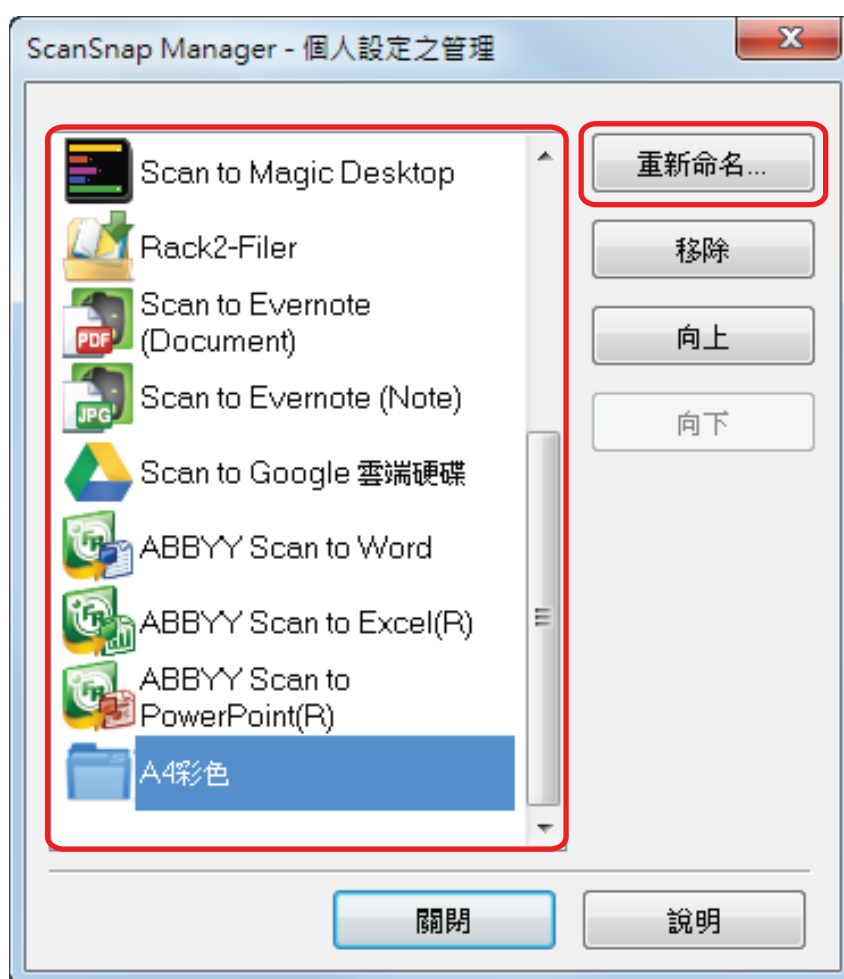 ScanSnap Manager - 個人設定之管理
Scan to Magic Desktop
重新命名...
Rack2-Filer
移除
Scan to Evernote
(Document)
向上
PDF
Scan to Evernote (Note)
JPG
向下
Scan to Google 雲端硬碟
ABBYY Scan to Word
ABBYY Scan to Excel(R)
ABBYY Scan to
PowerPoint(R)
A4彩色
關閉
說明